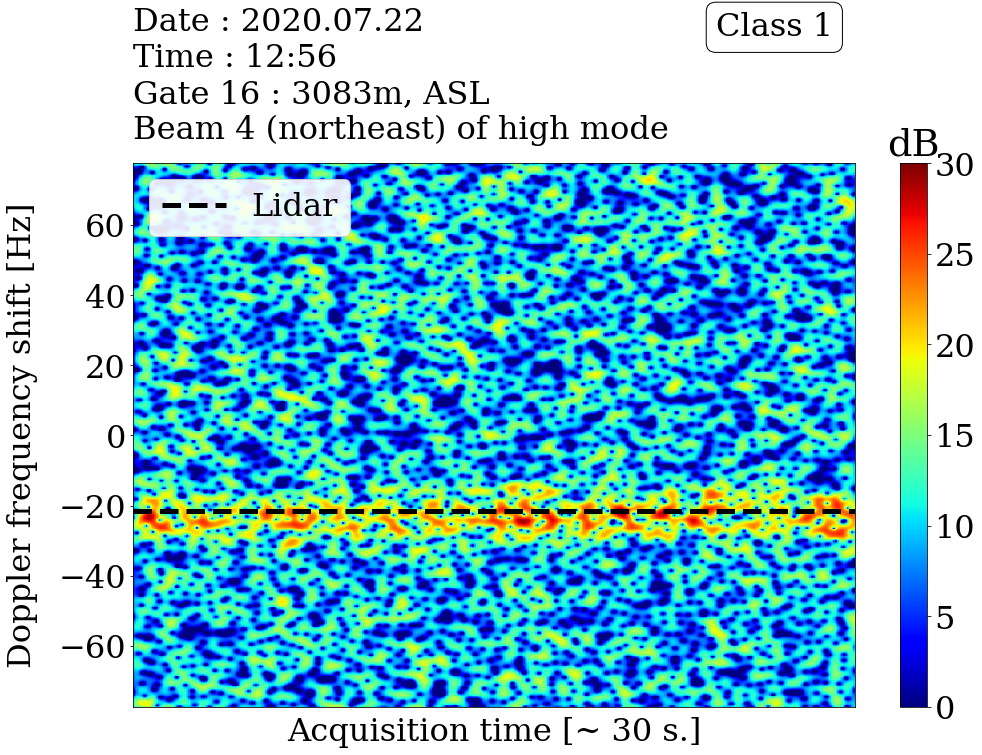 Date : 2020.07.22
Time : 12:56
Gate 16 : 3083m, ASL
Beam 4 (northeast) of high mode
Class 1
dB
Lidar
Doppler frequency shift [Hz]
60
40
20
0
−20
−40
−60
Acquisition time [~ 30 s.]
30
25
20
15
10
5
0